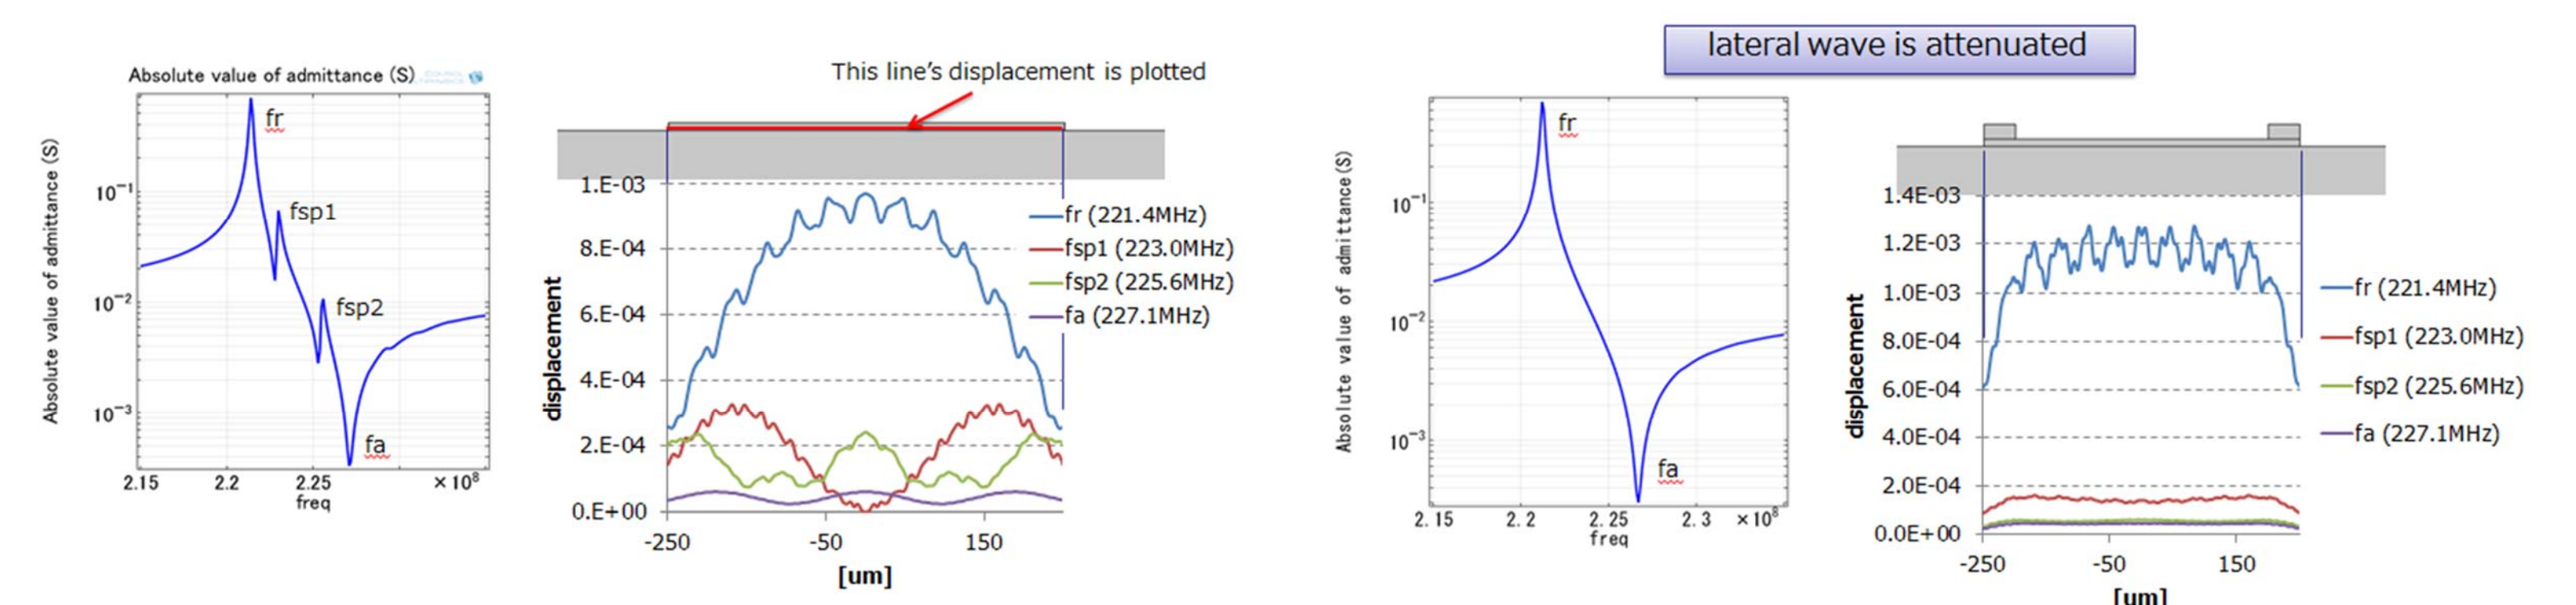 Absolute value of admittance (S)
Absolute value of admittance (S)
fr
fsp1
fsp2
fa
10⁻¹
10⁻²
10⁻³
2.15 2.2 2.25 ×10⁸
freq
This line's displacement is plotted
displacement
1.E-03
8.E-04
6.E-04
4.E-04
2.E-04
0.E+00
-250 -50 150
[um]
fr (221.4MHz)
fsp1 (223.0MHz)
fsp2 (225.6MHz)
fa (227.1MHz)
lateral wave is attenuated
Absolute value of admittance (S)
fr
fa
10⁻¹
10⁻²
10⁻³
2.15 2.2 2.25 2.3 ×10⁸
freq
displacement
1.4E-03
1.2E-03
1.0E-03
8.0E-04
6.0E-04
4.0E-04
2.0E-04
0.0E+00
-250 -50 150
[um]
fr (221.4MHz)
fsp1 (223.0MHz)
fsp2 (225.6MHz)
fa (227.1MHz)